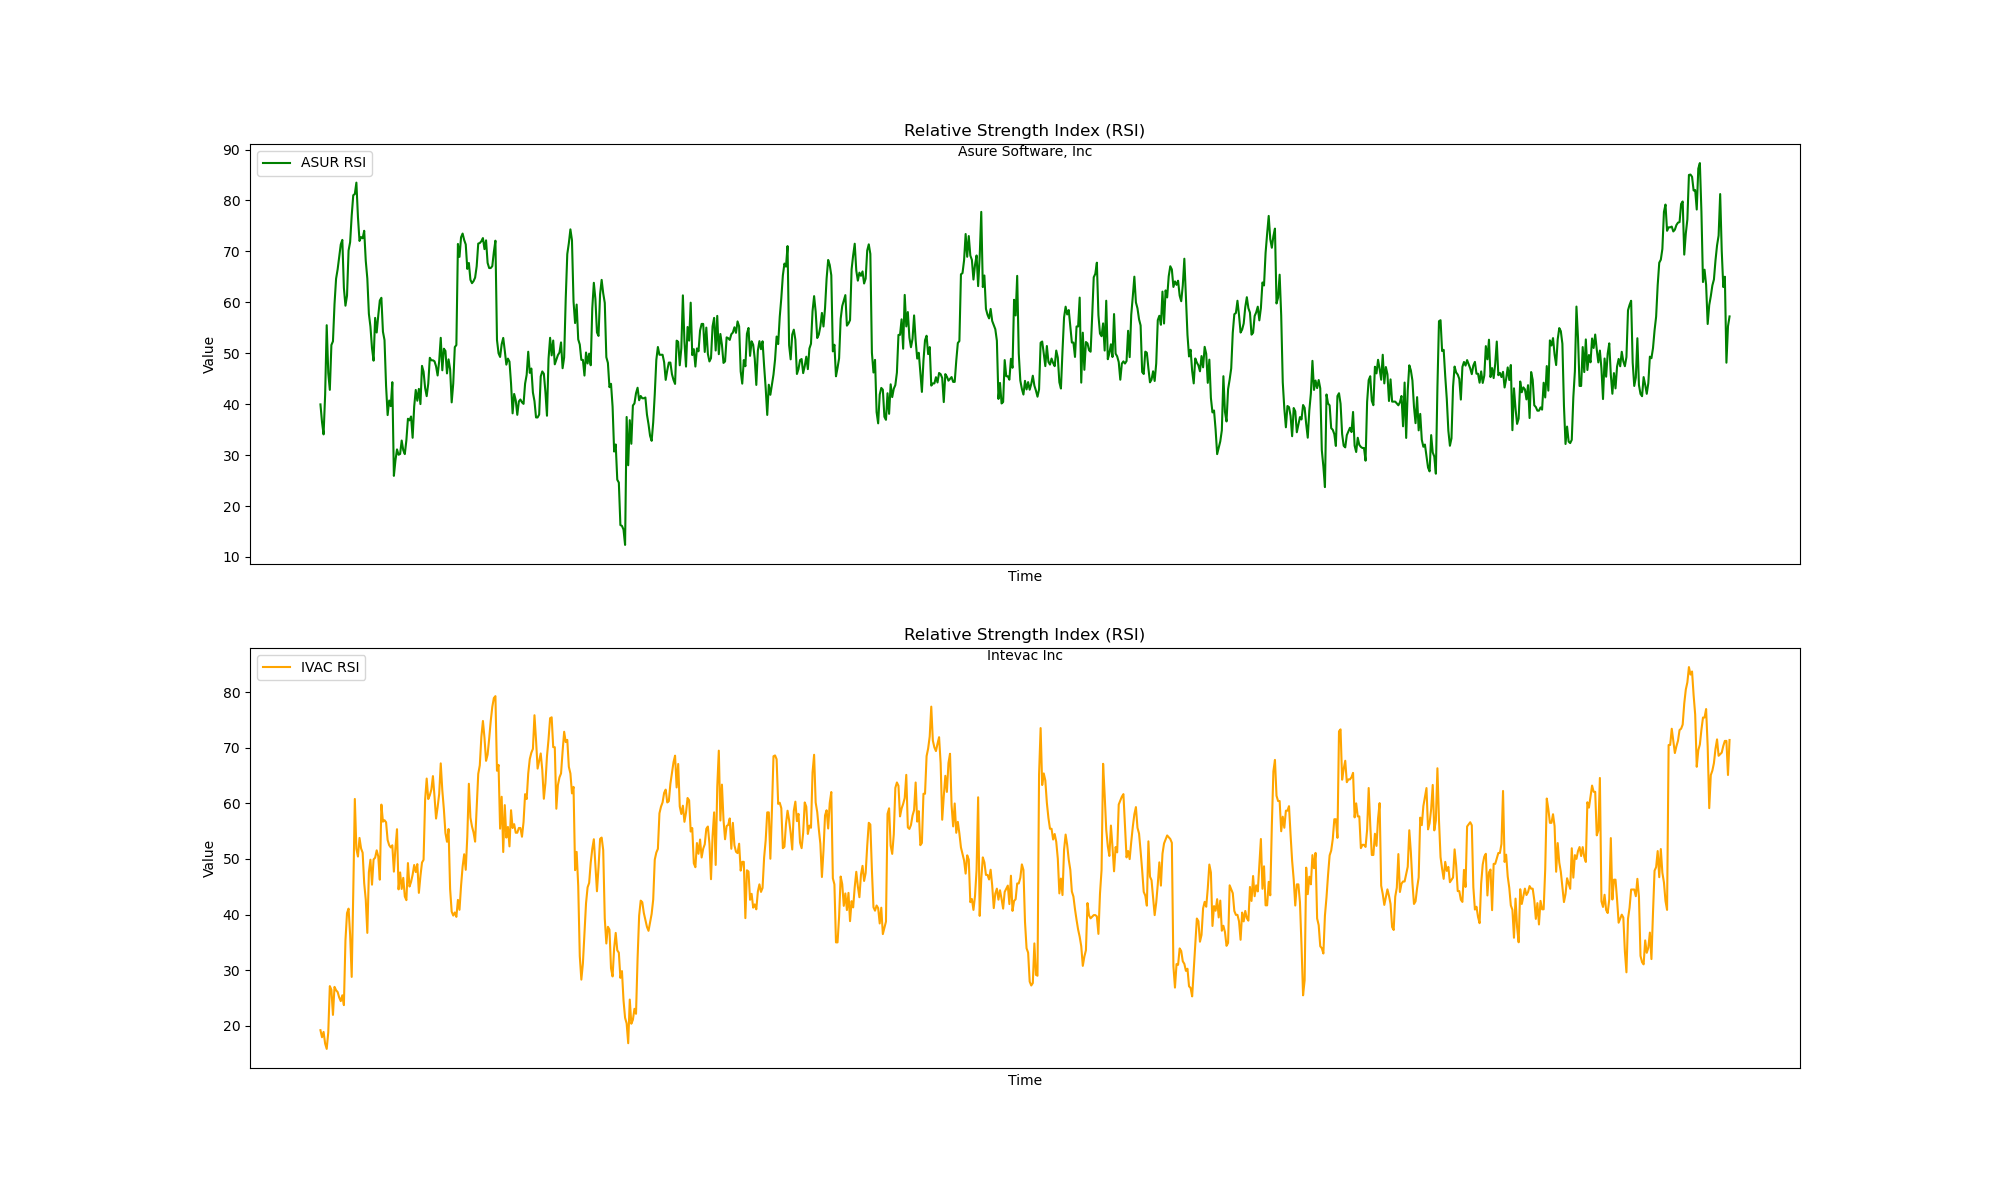 Relative Strength Index (RSI)
Asure Software, Inc
ASUR RSI
90
80
70
60
50
40
30
20
10
Value
Time
Relative Strength Index (RSI)
Intevac Inc
IVAC RSI
80
70
60
50
40
30
20
Value
Time